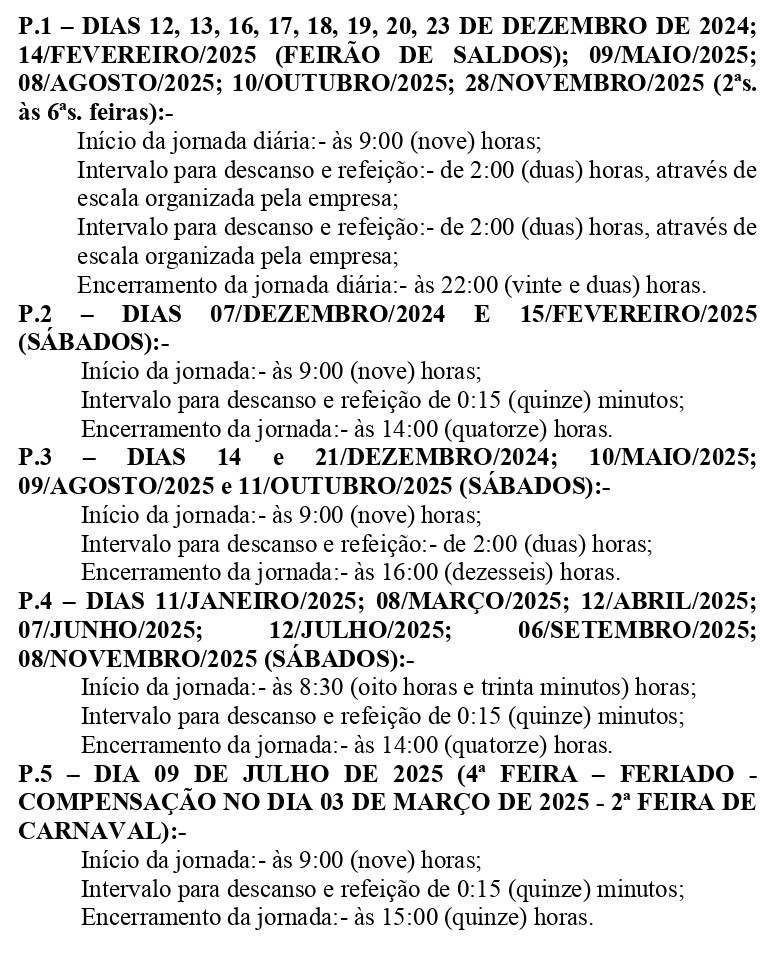 P.1 – DIAS 12, 13, 16, 17, 18, 19, 20, 23 DE DEZEMBRO DE 2024;
14/FEVEREIRO/2025 (FEIRÃO DE SALDOS); 09/MAIO/2025;
08/AGOSTO/2025; 10/OUTUBRO/2025; 28/NOVEMBRO/2025 (2ªs.
às 6ªs. feiras):-
Início da jornada diária:- às 9:00 (nove) horas;
Intervalo para descanso e refeição:- de 2:00 (duas) horas, através de
escala organizada pela empresa;
Intervalo para descanso e refeição:- de 2:00 (duas) horas, através de
escala organizada pela empresa;
Encerramento da jornada diária:- às 22:00 (vinte e duas) horas.
P.2 – DIAS 07/DEZEMBRO/2024 E 15/FEVEREIRO/2025
(SÁBADOS):-
Início da jornada:- às 9:00 (nove) horas;
Intervalo para descanso e refeição de 0:15 (quinze) minutos;
Encerramento da jornada:- às 14:00 (quatorze) horas.
P.3 – DIAS 14 e 21/DEZEMBRO/2024; 10/MAIO/2025;
09/AGOSTO/2025 e 11/OUTUBRO/2025 (SÁBADOS):-
Início da jornada:- às 9:00 (nove) horas;
Intervalo para descanso e refeição:- de 2:00 (duas) horas;
Encerramento da jornada:- às 16:00 (dezesseis) horas.
P.4 – DIAS 11/JANEIRO/2025; 08/MARÇO/2025; 12/ABRIL/2025;
07/JUNHO/2025; 12/JULHO/2025; 06/SETEMBRO/2025;
08/NOVEMBRO/2025 (SÁBADOS):-
Início da jornada:- às 8:30 (oito horas e trinta minutos) horas;
Intervalo para descanso e refeição de 0:15 (quinze) minutos;
Encerramento da jornada:- às 14:00 (quatorze) horas.
P.5 – DIA 09 DE JULHO DE 2025 (4ª FEIRA – FERIADO -
COMPENSAÇÃO NO DIA 03 DE MARÇO DE 2025 - 2ª FEIRA DE
CARNAVAL):-
Início da jornada:- às 9:00 (nove) horas;
Intervalo para descanso e refeição de 0:15 (quinze) minutos;
Encerramento da jornada:- às 15:00 (quinze) horas.